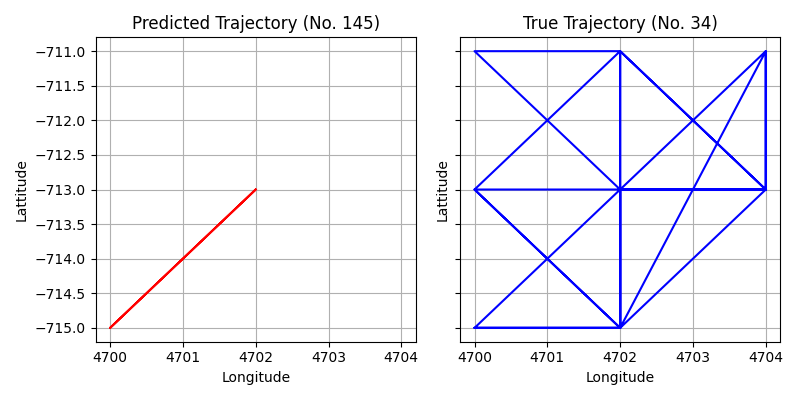 Predicted Trajectory (No. 145)
True Trajectory (No. 34)
−711.0
−711.5
−712.0
−712.5
−713.0
−713.5
−714.0
−714.5
−715.0
Lattitude
Lattitude
4700 4701 4702 4703 4704
4700 4701 4702 4703 4704
Longitude
Longitude